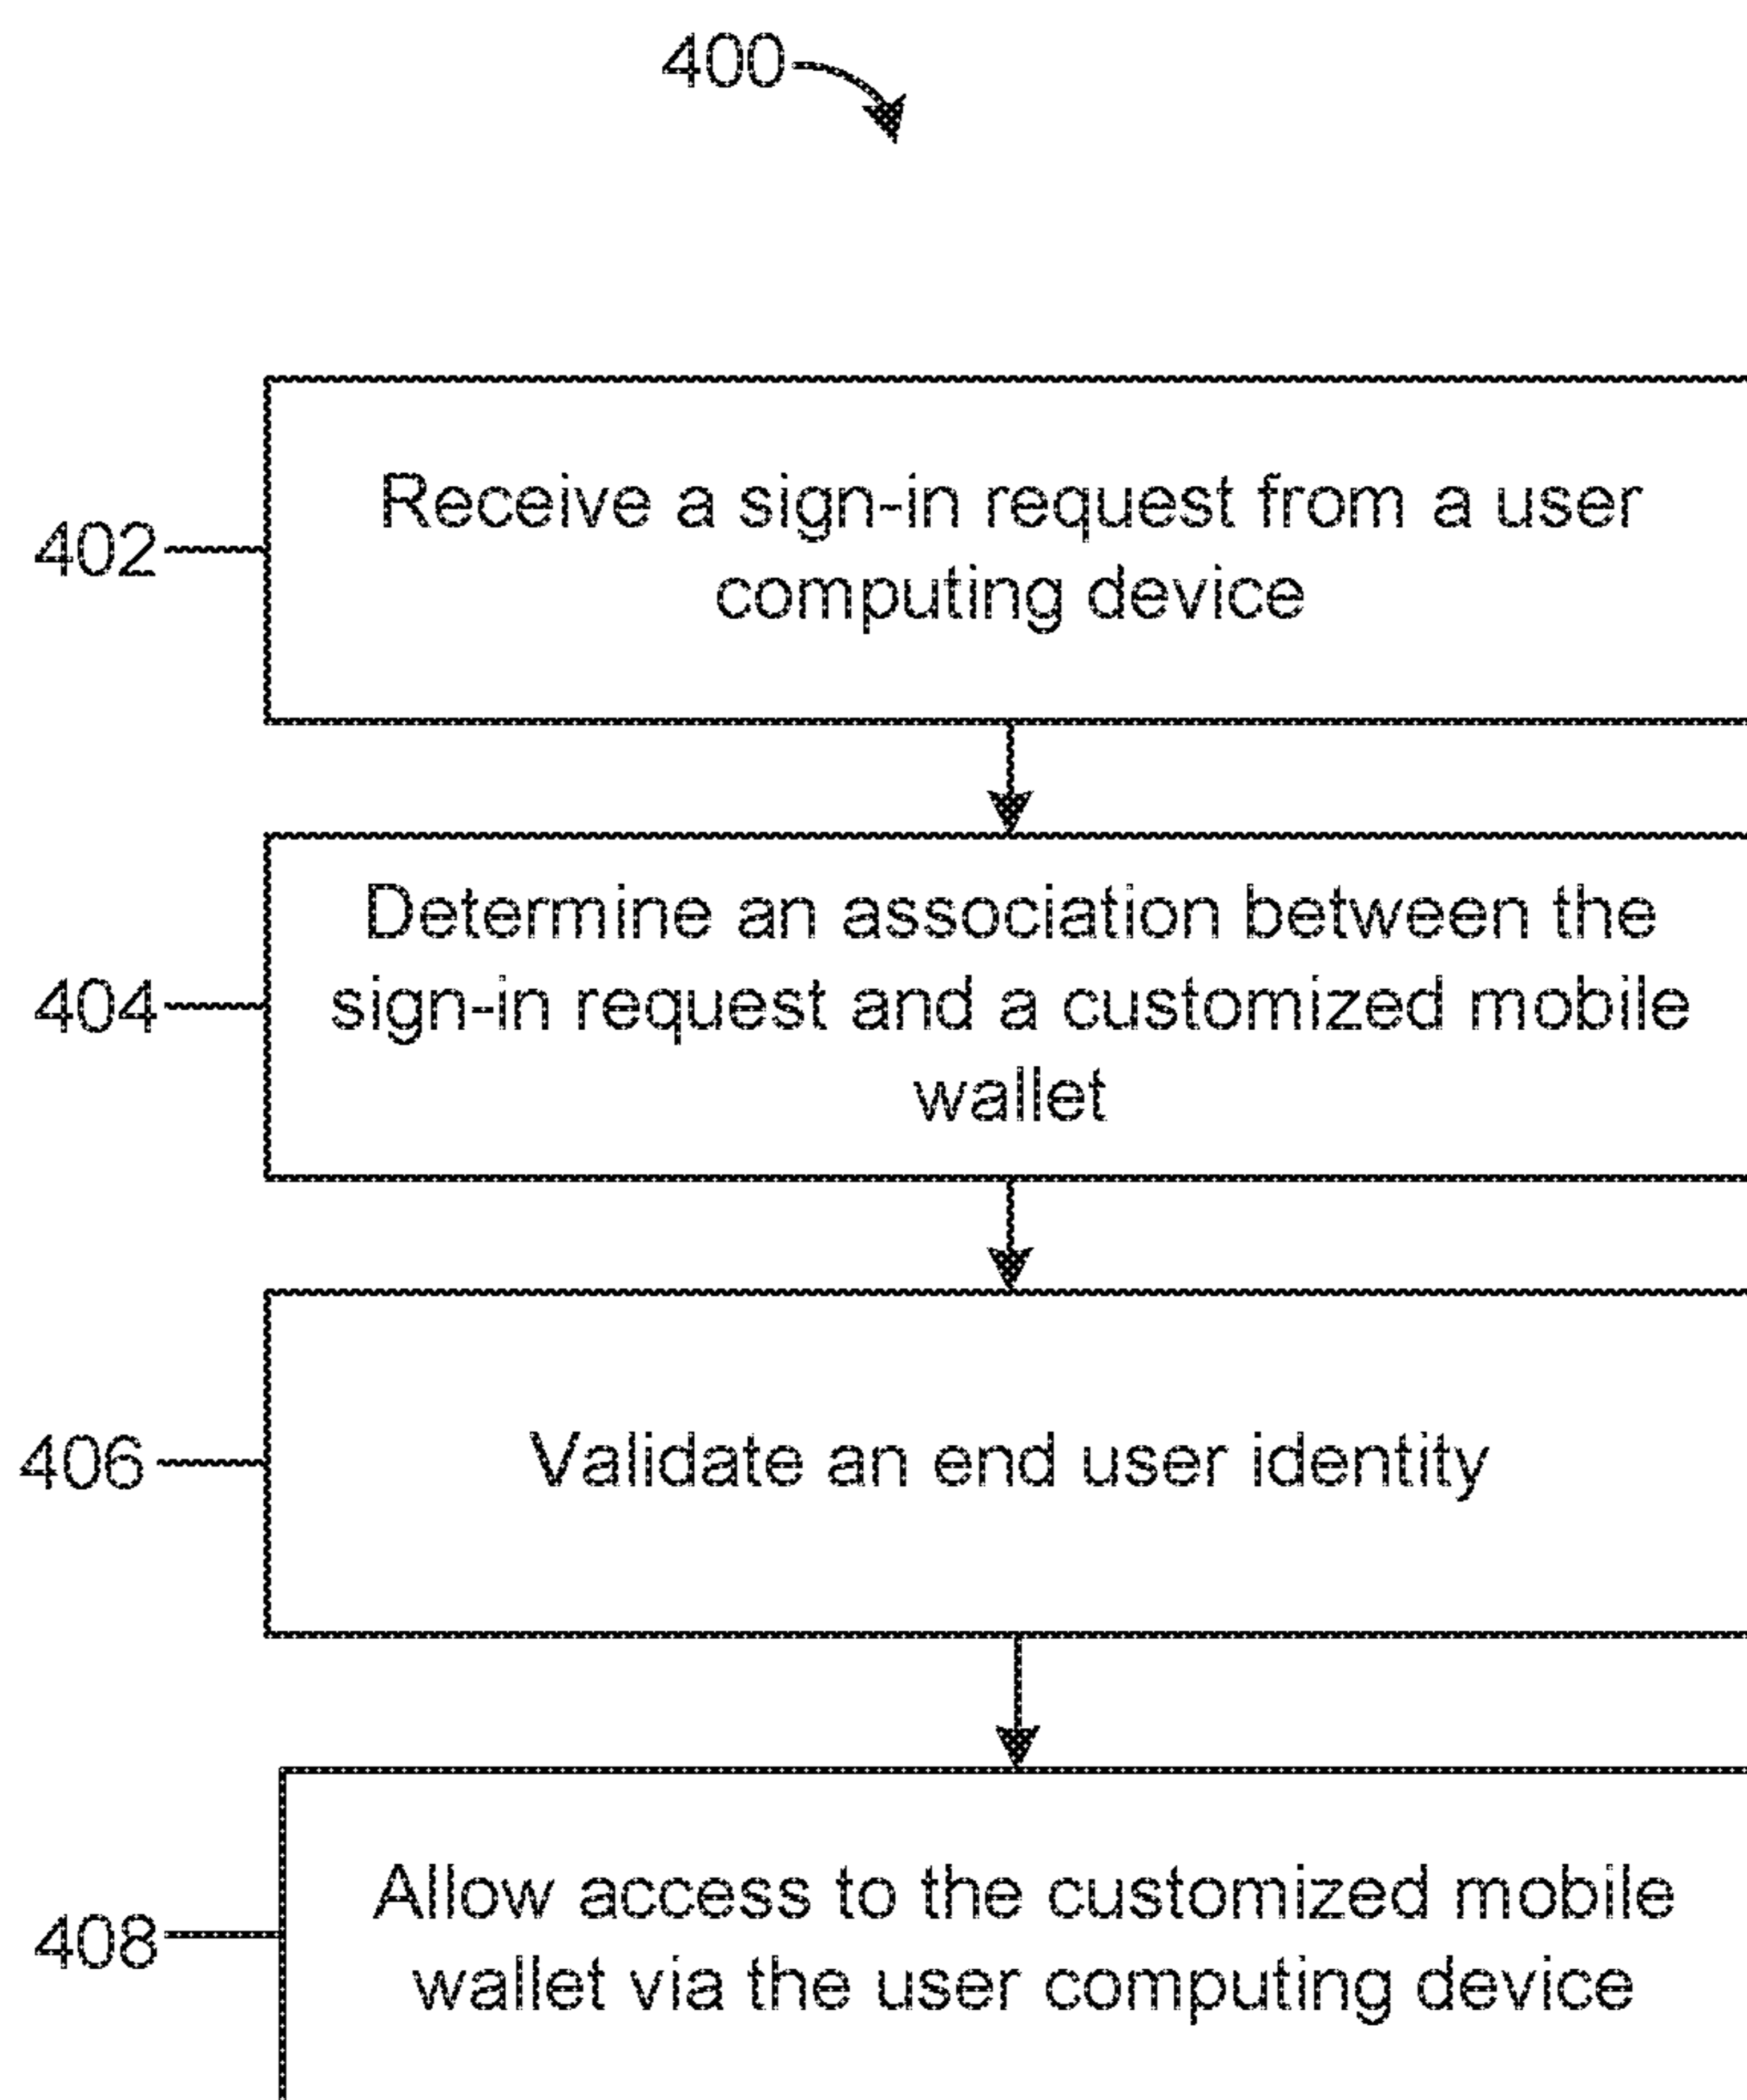 400
402
Receive a sign-in request from a user
computing device
404
Determine an association between the
sign-in request and a customized mobile
wallet
406
Validate an end user identity
408
Allow access to the customized mobile
wallet via the user computing device